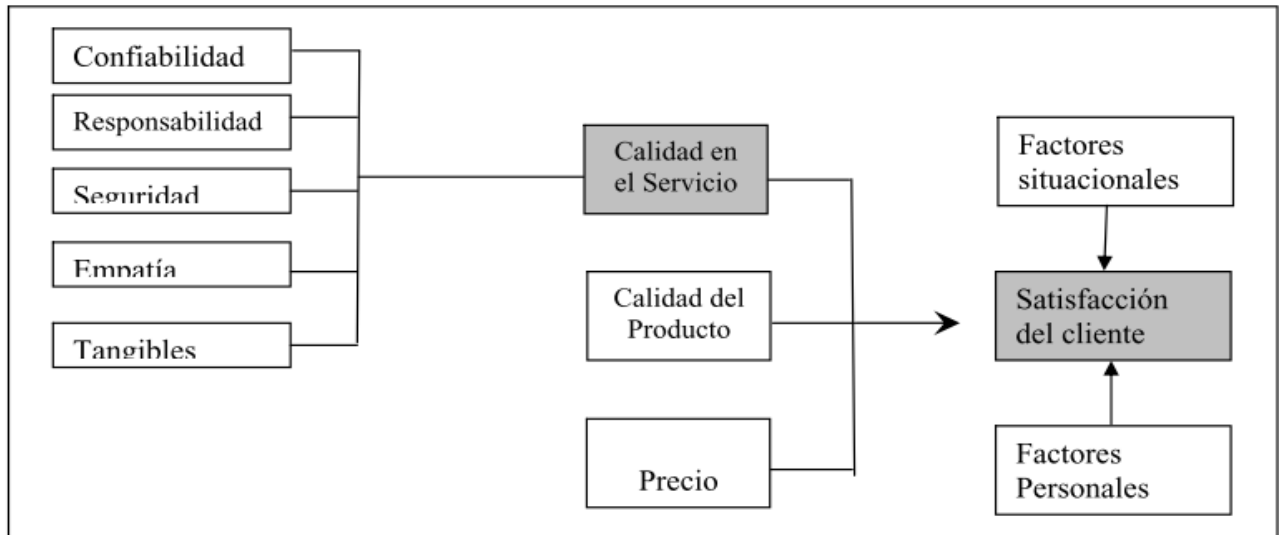 Confiabilidad
Responsabilidad
Seguridad
Empatía
Tangibles
Calidad en
el Servicio
Calidad del
Producto
Precio
Factores
situacionales
Satisfacción
del cliente
Factores
Personales